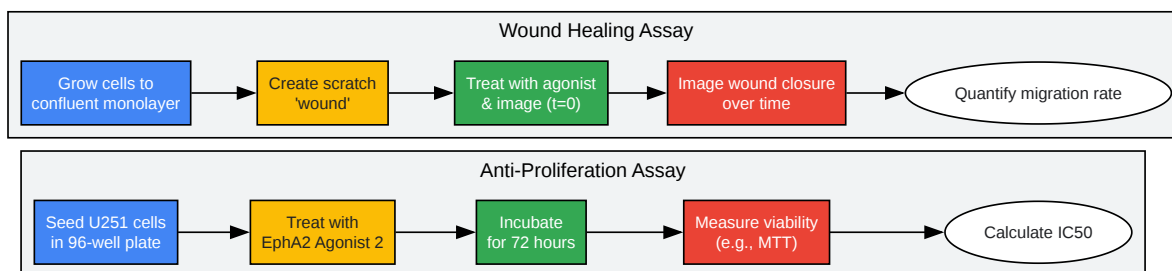 Wound Healing Assay
Grow cells to
confluent monolayer
Create scratch
'wound'
Treat with agonist
& image (t=0)
Image wound closure
over time
Quantify migration rate
Anti-Proliferation Assay
Seed U251 cells
in 96-well plate
Treat with
EphA2 Agonist 2
Incubate
for 72 hours
Measure viability
(e.g., MTT)
Calculate IC50